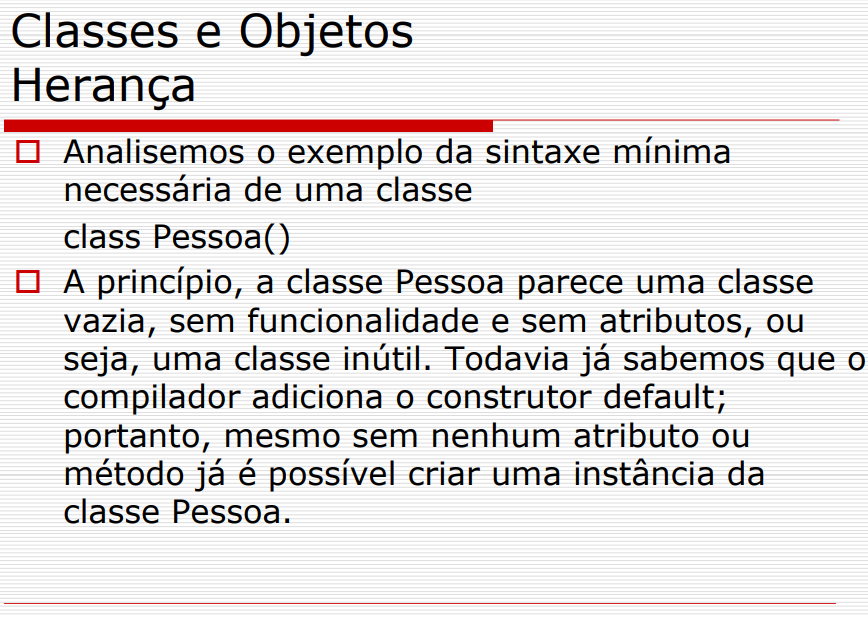 Classes e Objetos
Herança
Analisemos o exemplo da sintaxe mínima
necessária de uma classe
class Pessoa()
A princípio, a classe Pessoa parece uma classe
vazia, sem funcionalidade e sem atributos, ou
seja, uma classe inútil. Todavia já sabemos que o
compilador adiciona o construtor default;
portanto, mesmo sem nenhum atributo ou
método já é possível criar uma instância da
classe Pessoa.